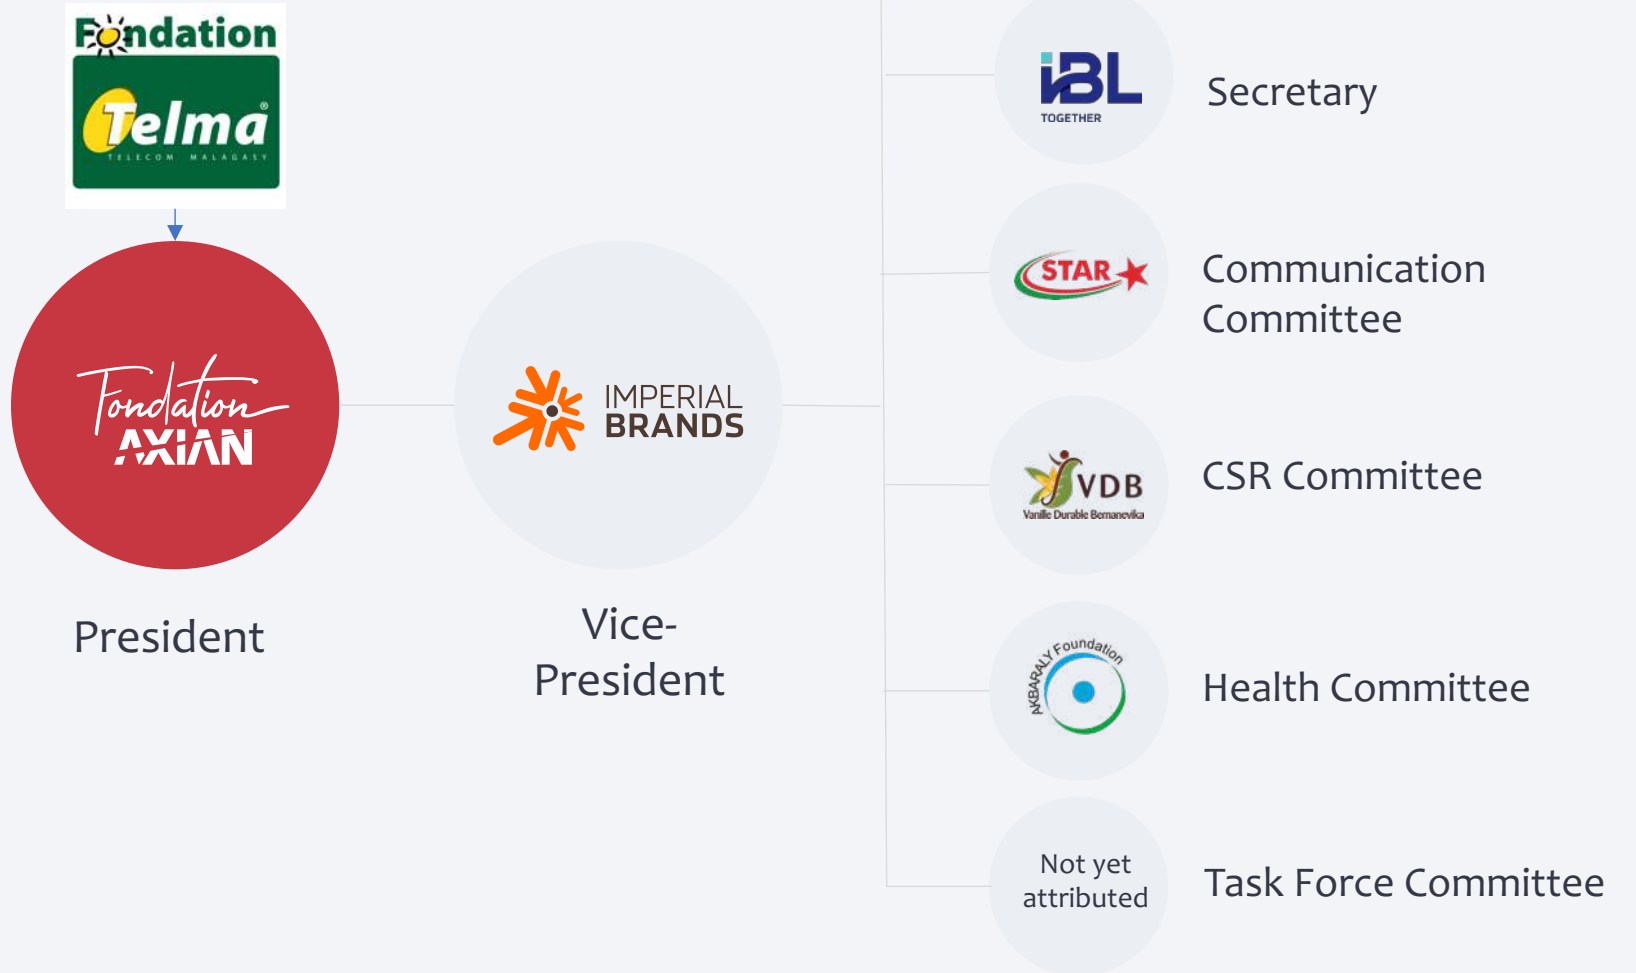 Fondation
Telma®
TELECOM MALAGASY
Fondation
AXIAN
President
IMPERIAL
BRANDS
Vice-
President
iBL
TOGETHER
Secretary
STAR
Communication
Committee
VDB
Vanille Durable Bemanevika
CSR Committee
AKBARALY Foundation
Health Committee
Not yet
attributed
Task Force Committee